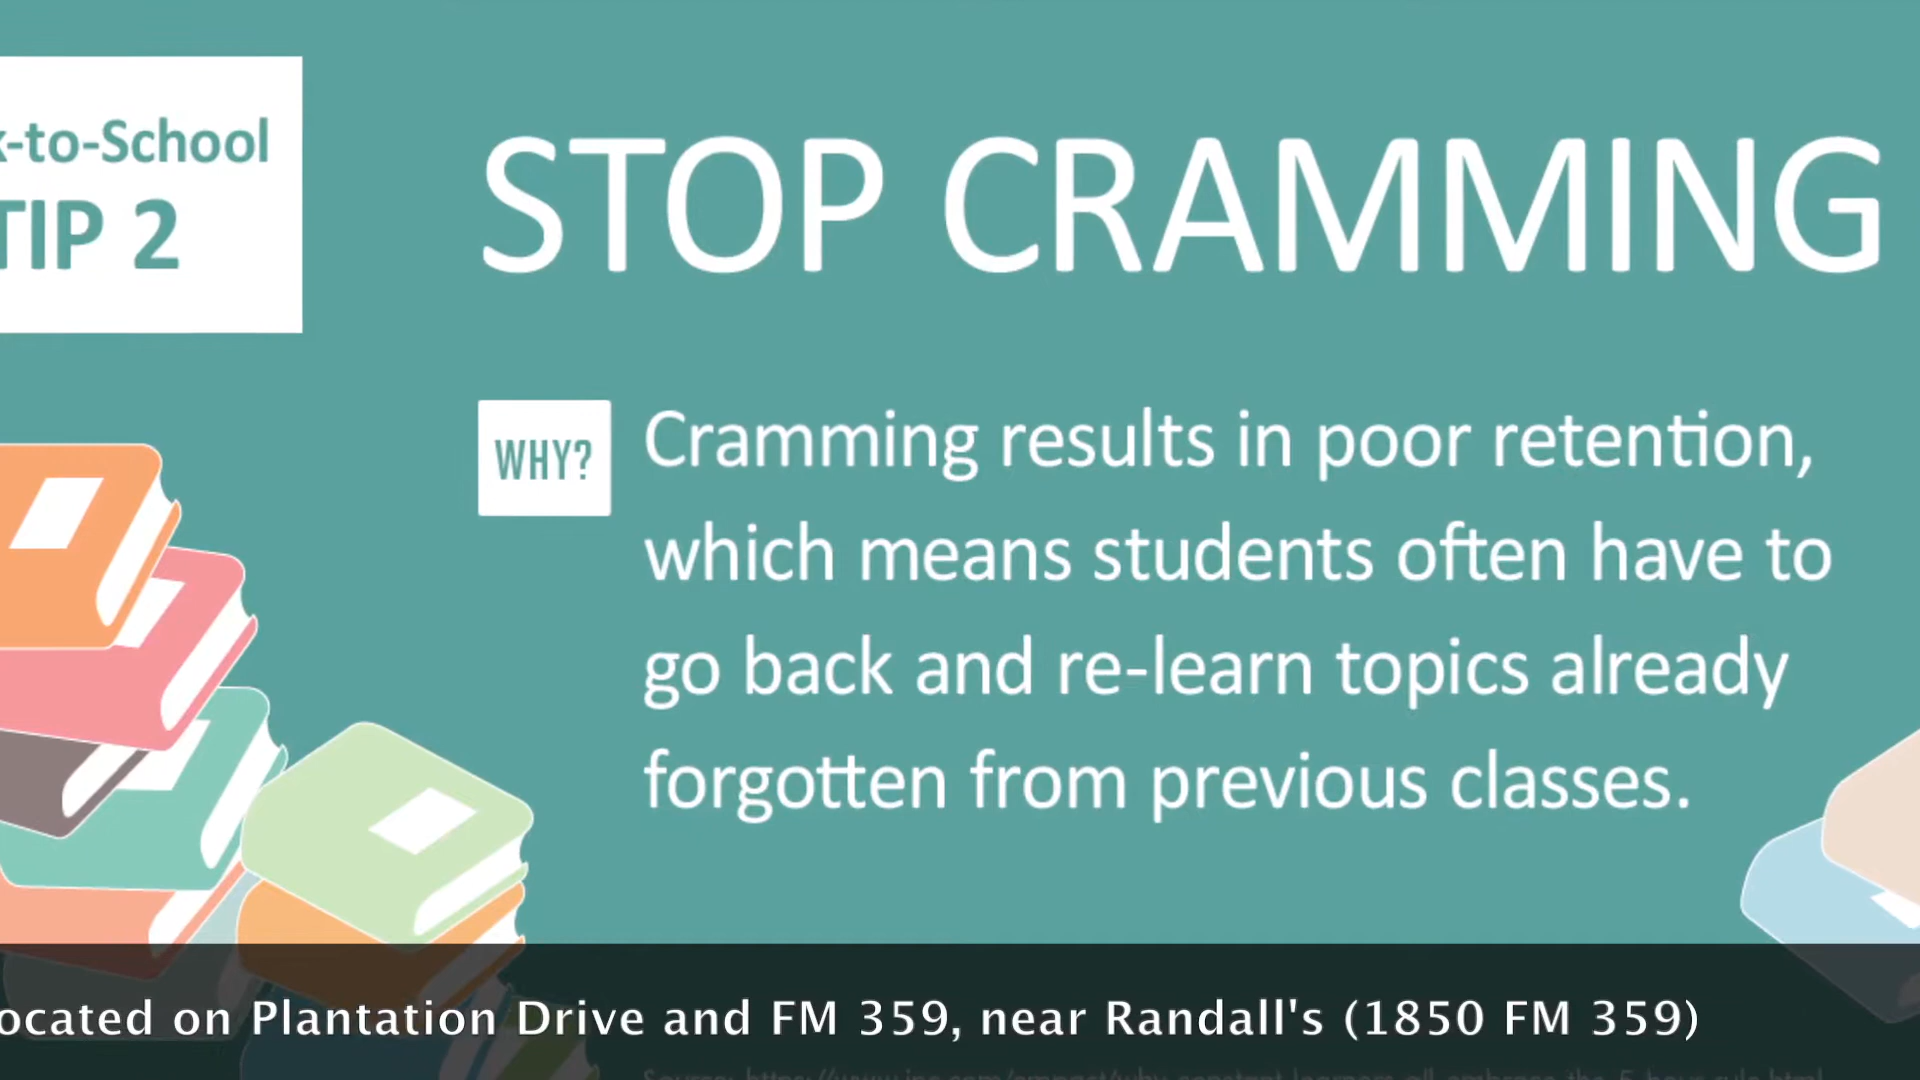 k-to-School
TIP 2
STOP CRAMMING
WHY?
Cramming results in poor retention,
which means students often have to
go back and re-learn topics already
forgotten from previous classes.
ocated on Plantation Drive and FM 359, near Randall's (1850 FM 359)